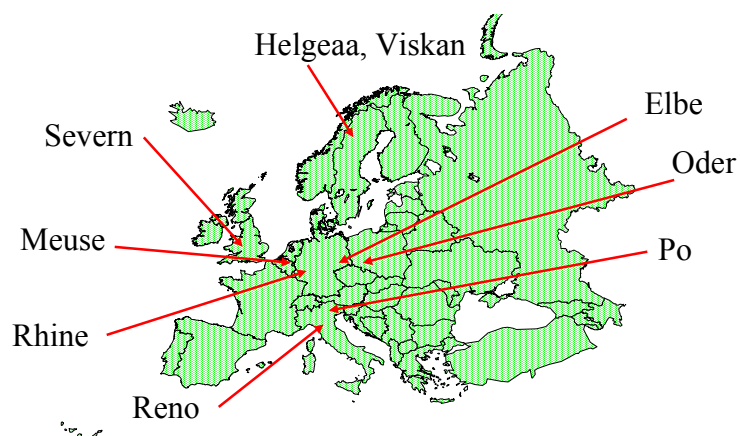 Helgeaa, Viskan
Elbe
Severn
Oder
Meuse
Po
Rhine
Reno